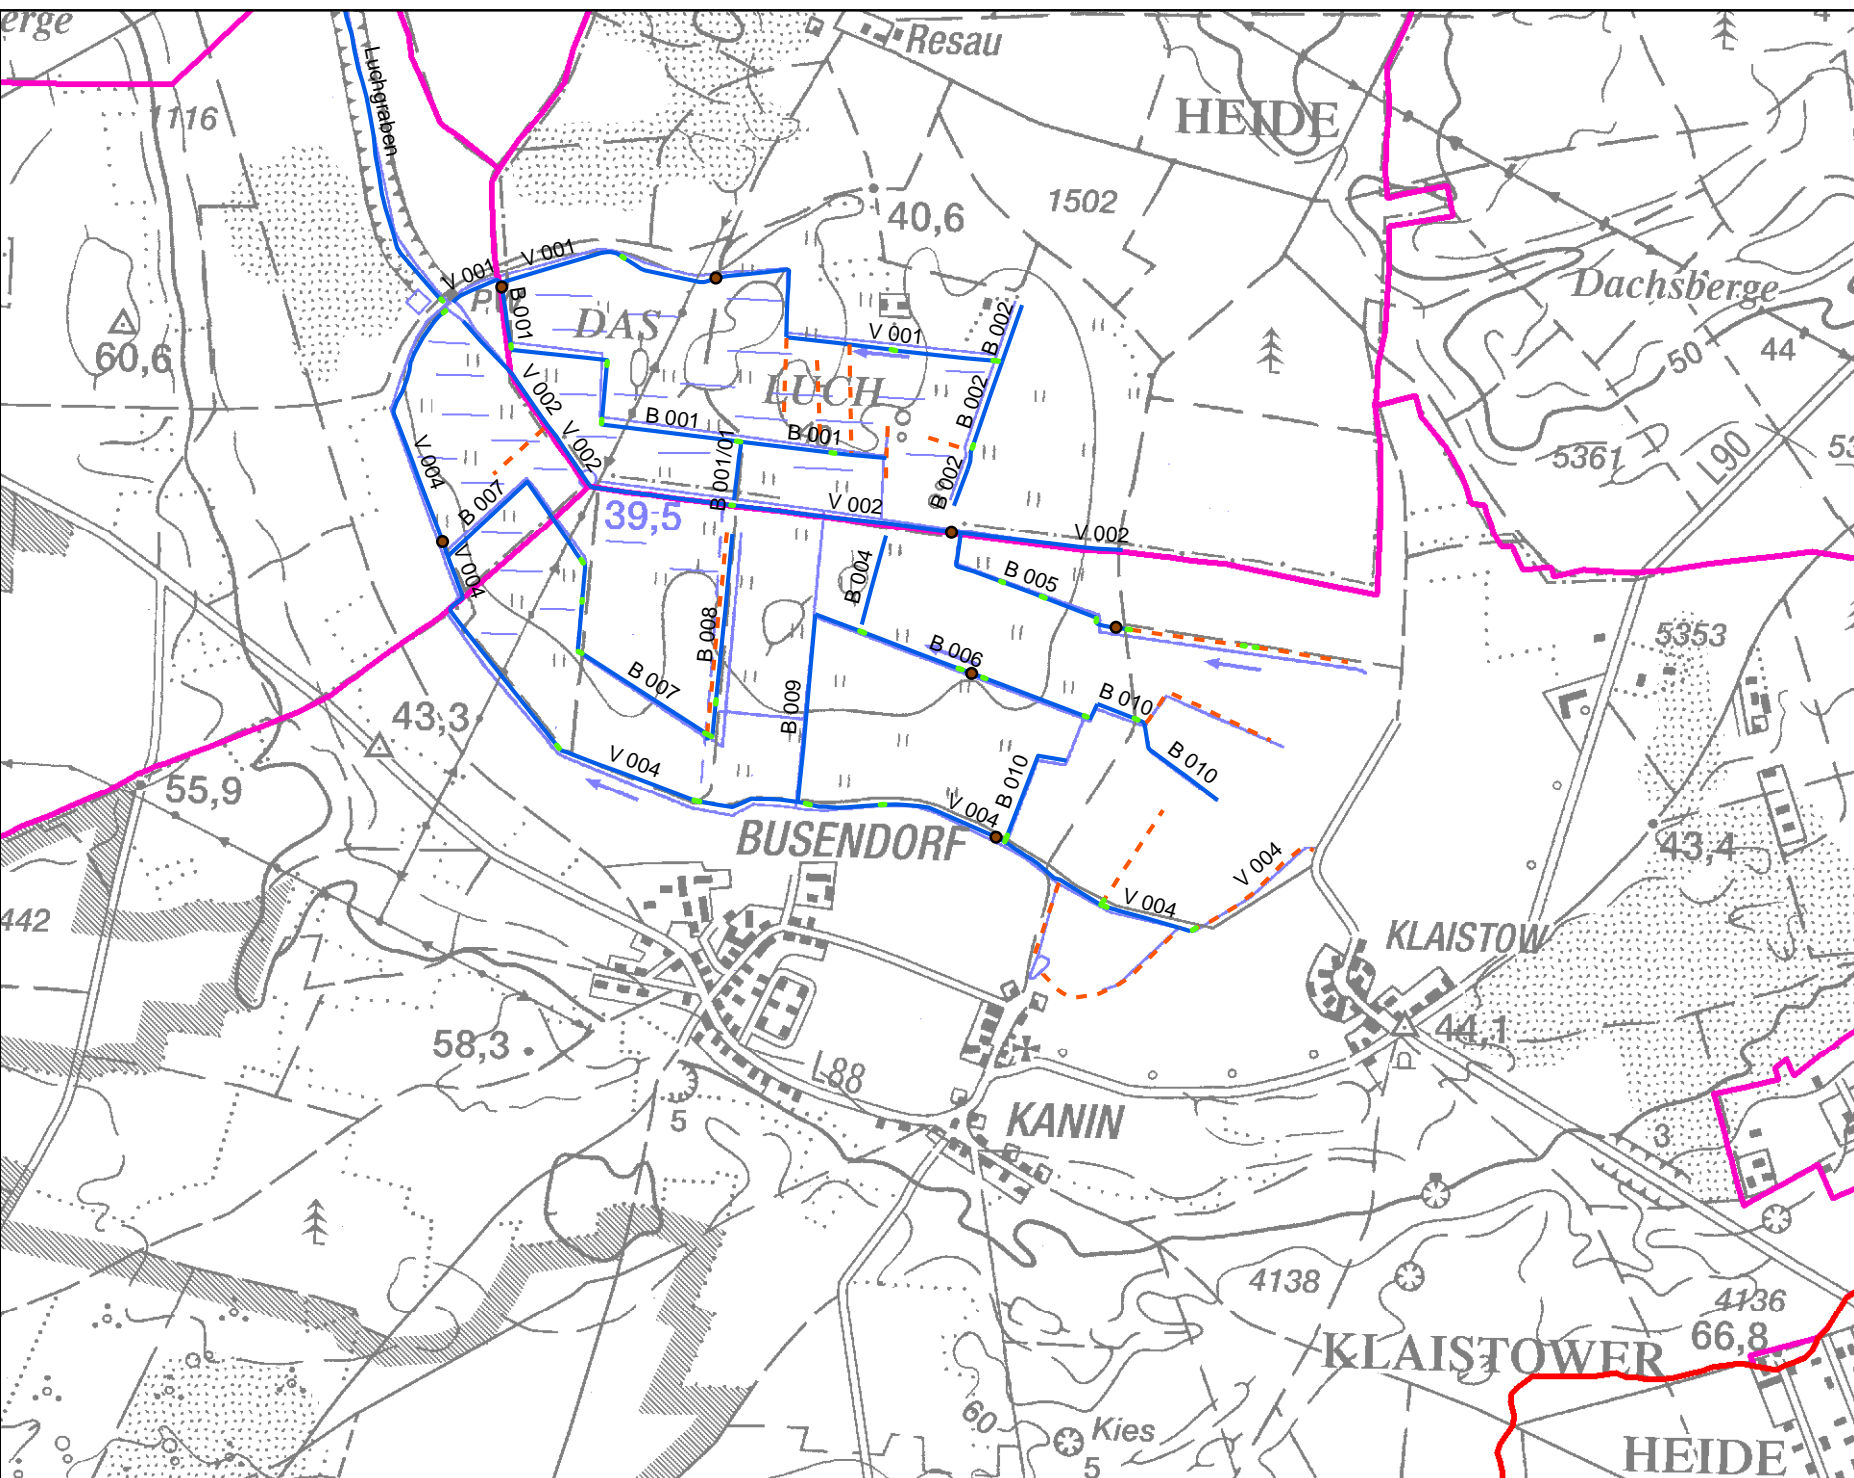 erge
Resau
HEIDE
Luchgraben
1116
1502
40,6
V 001
V 001
Dachsberge
P
B 001
DAS
V 001
B 002
50
44
60,6
LUCH
V 002
B 002
B 001
B 001
V 002
5361
L90
53
V 004
B 001/01
B 002
B 007
39,5
V 002
V 002
V 004
B 004
B 005
B 008
5353
B 006
B 007
B 009
B 010
43,3
V 004
B 010
B 010
55,9
V 004
BUSENDORF
43,4
V 004
442
V 004
KLAISTOW
58,3
44,1
L88
5
KANIN
3
4138
4136
66,8
KLAISTOWER
60
Kies
5
HEIDE